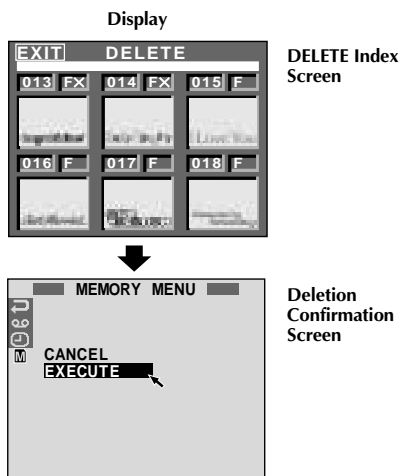 Display
EXIT DELETE
DELETE Index
Screen
013 FX 014 FX 015 F
016 F 017 F 018 F
MEMORY MENU
Deletion
Confirmation
Screen
M CANCEL
EXECUTE